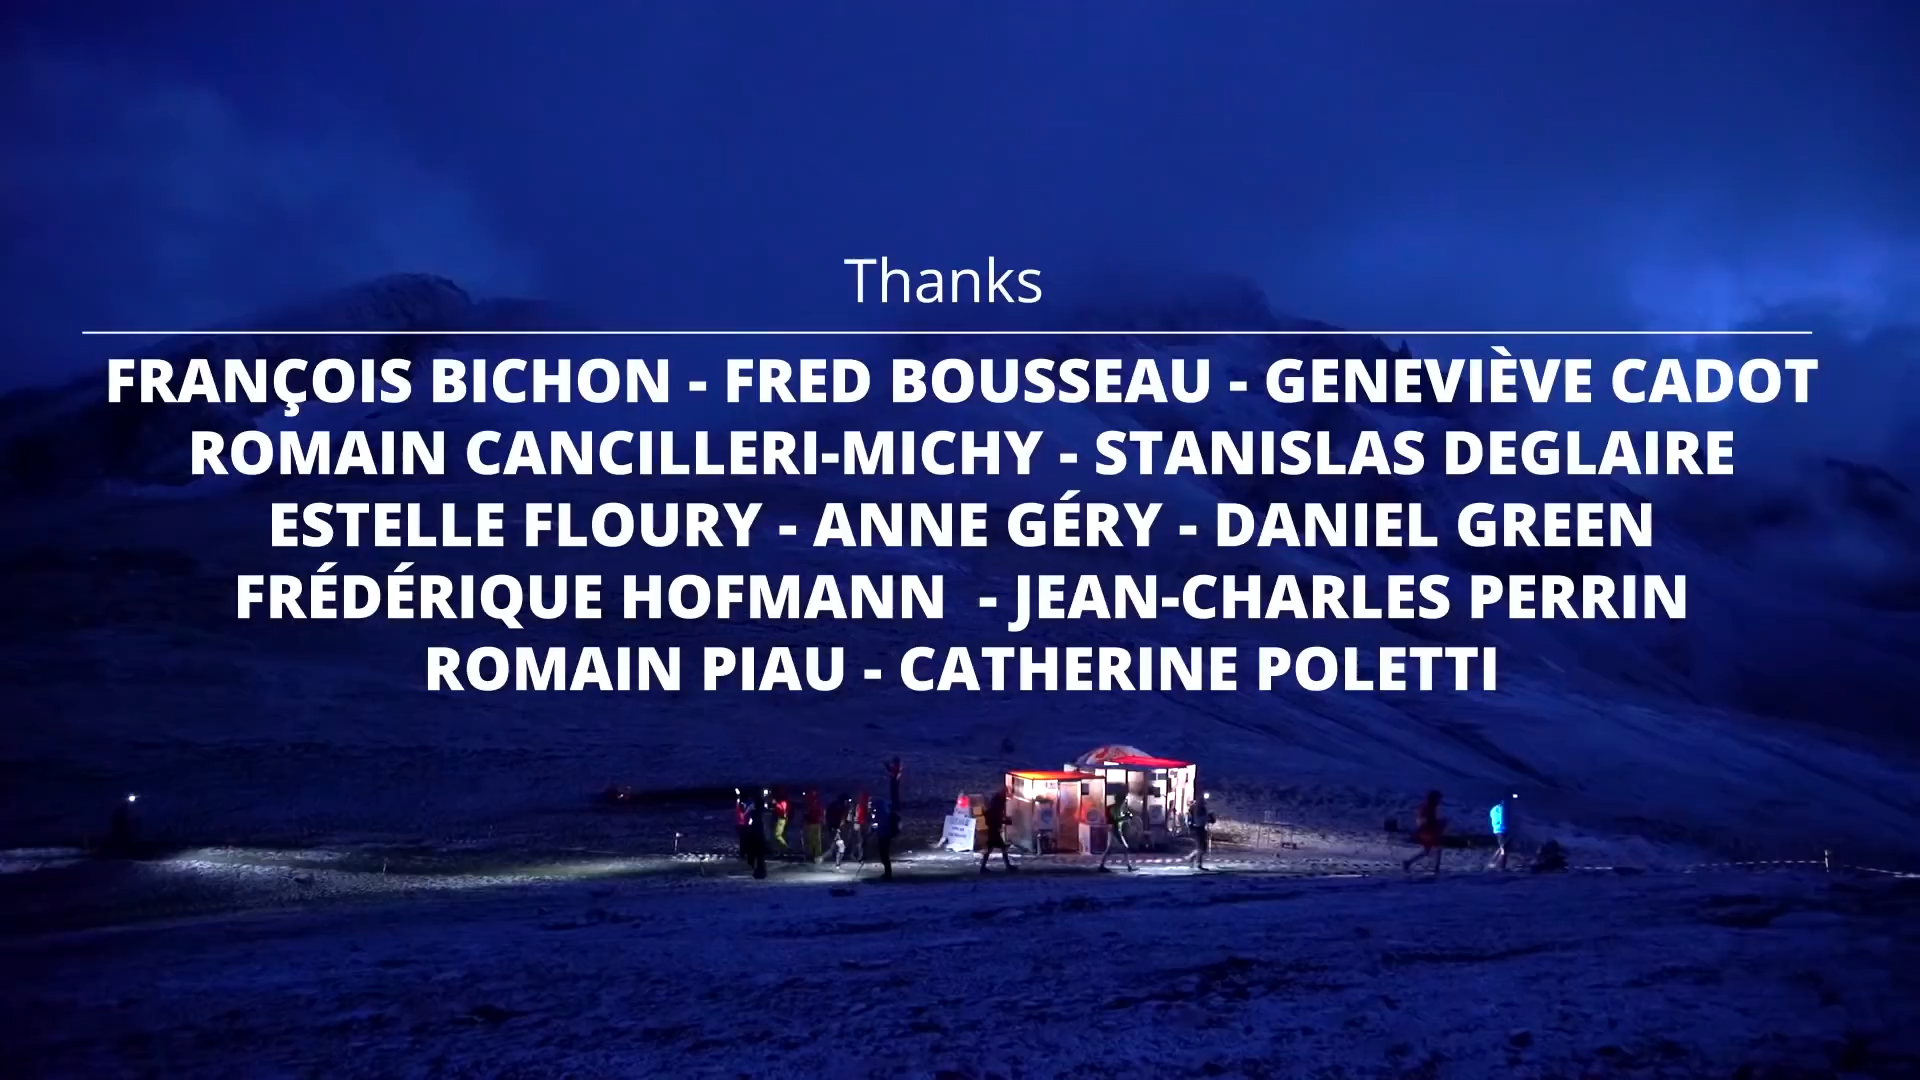 Thanks
FRANÇOIS BICHON - FRED BOUSSEAU - GENEVIÈVE CADOT
ROMAIN CANCILLERI-MICHY - STANISLAS DEGLAIRE
ESTELLE FLOURY - ANNE GÉRY - DANIEL GREEN
FRÉDÉRIQUE HOFMANN  - JEAN-CHARLES PERRIN
ROMAIN PIAU - CATHERINE POLETTI